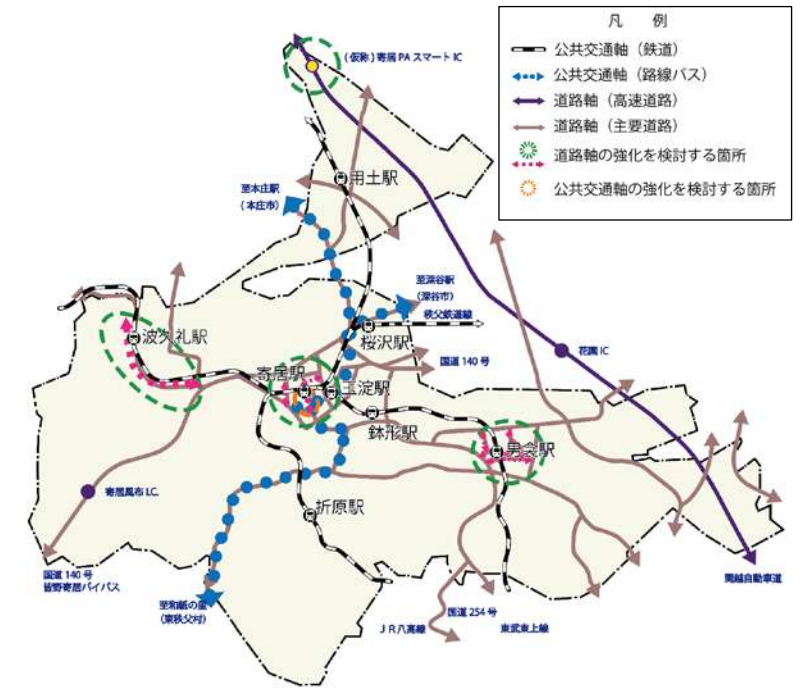 凡　例
公共交通軸（鉄道）
公共交通軸（路線バス）
道路軸（高速道路）
道路軸（主要道路）
道路軸の強化を検討する箇所
公共交通軸の強化を検討する箇所
(仮称)寄居PAスマートIC
用土駅
至本庄駅
(本庄市)
至深谷駅
(深谷市)
秩父鉄道線
波久礼駅
桜沢駅
花園IC
国道140号
寄居駅
玉淀駅
鉢形駅
男衾駅
寄居風布I.C.
折原駅
国道140号
皆野寄居バイパス
至和紙の里
(東秩父村)
国道254号
JR八高線
東武東上線
関越自動車道